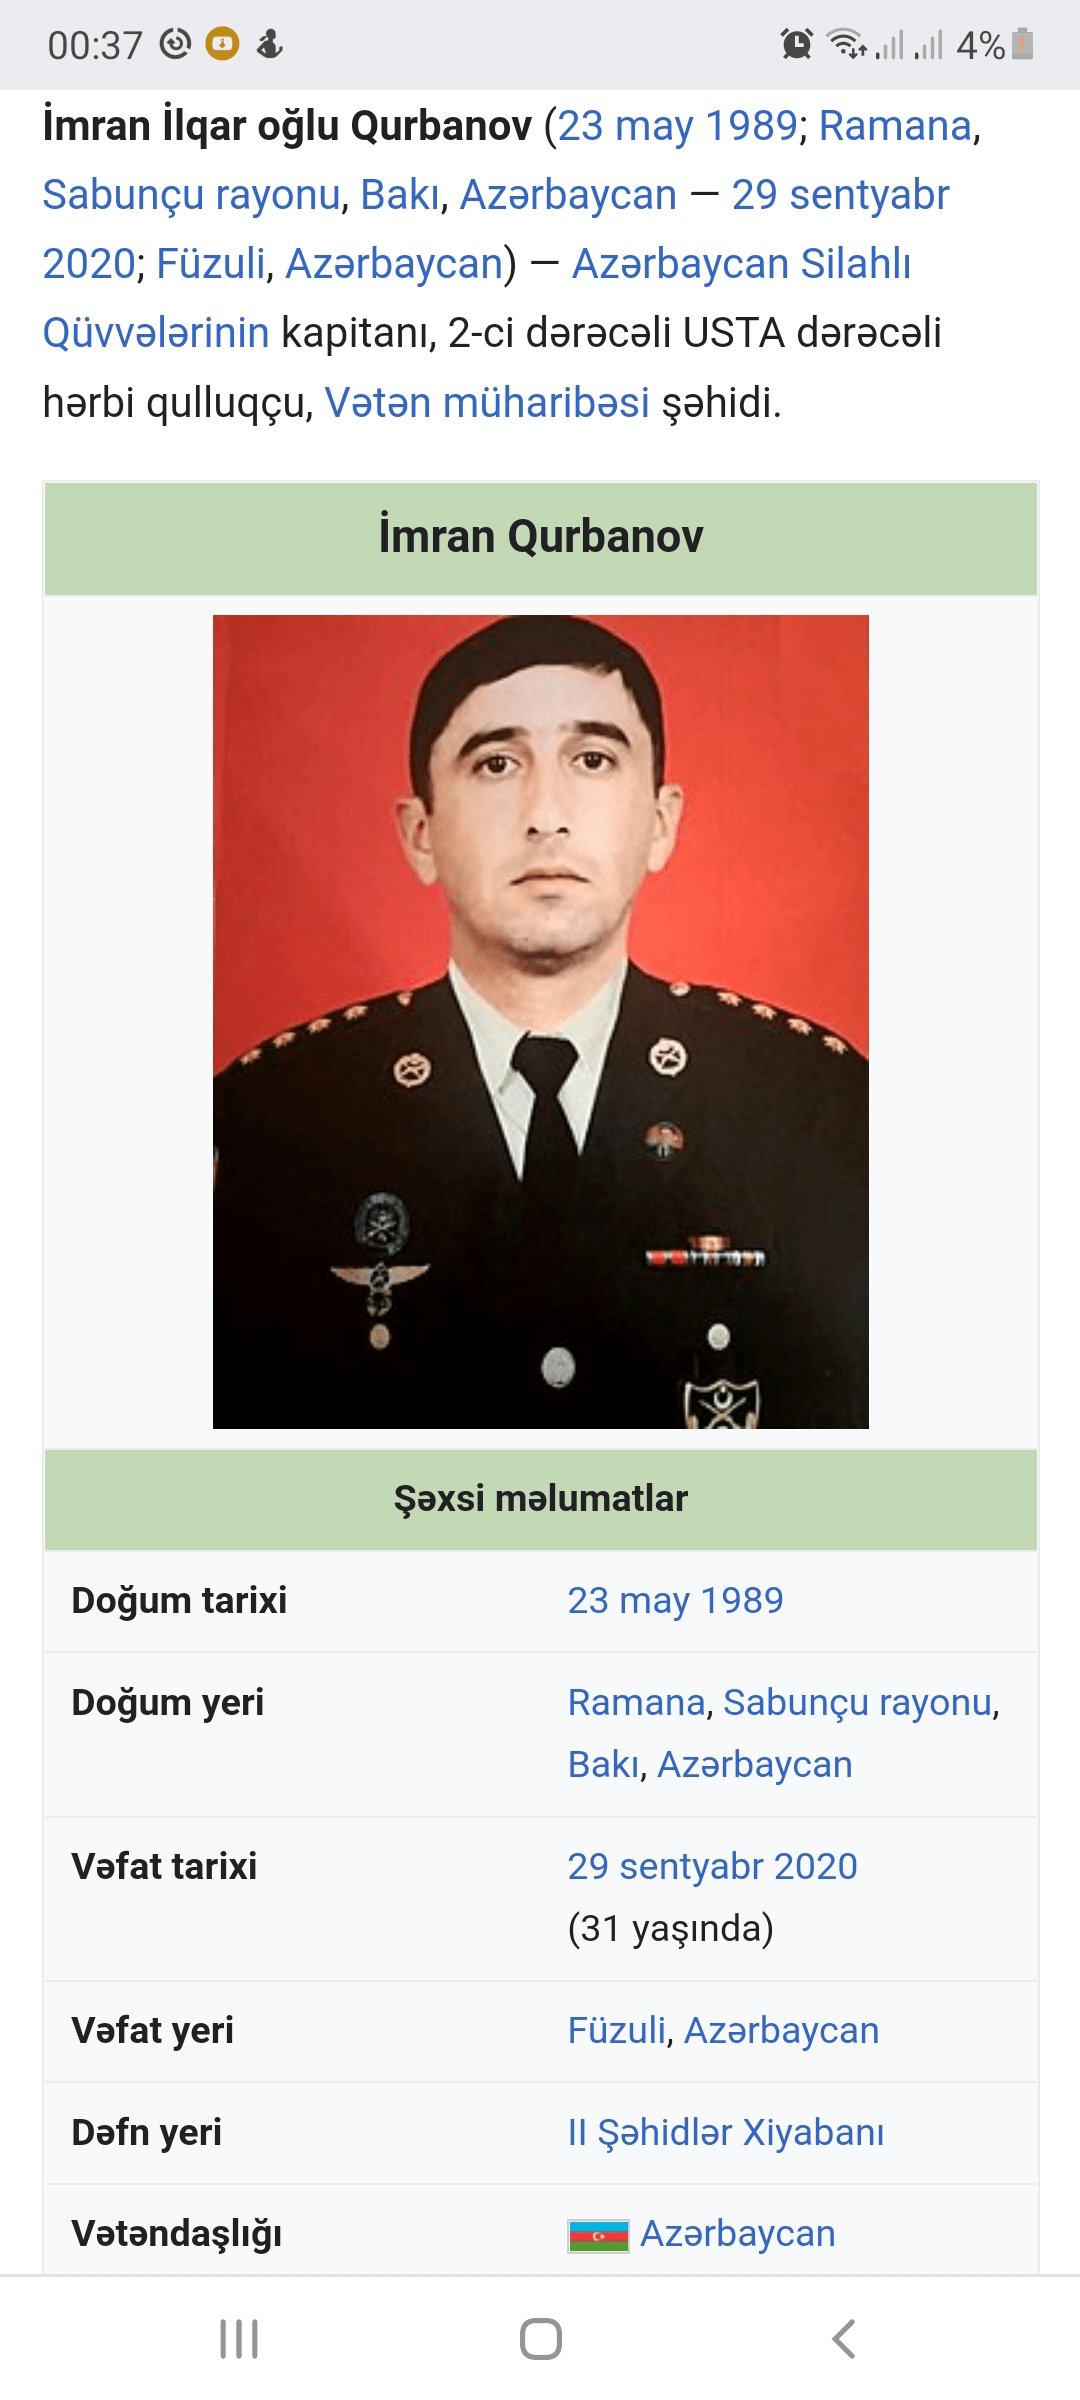 00:37
4%
İmran İlqar oğlu Qurbanov (23 may 1989; Ramana,
Sabunçu rayonu, Bakı, Azərbaycan — 29 sentyabr
2020; Füzuli, Azərbaycan) — Azərbaycan Silahlı
Qüvvələrinin kapitanı, 2-ci dərəcəli USTA dərəcəli
hərbi qulluqçu, Vətən müharibəsi şəhidi.
İmran Qurbanov
Şəxsi məlumatlar
Doğum tarixi 23 may 1989
Doğum yeri Ramana, Sabunçu rayonu,
Bakı, Azərbaycan
Vəfat tarixi 29 sentyabr 2020
(31 yaşında)
Vəfat yeri Füzuli, Azərbaycan
Dəfn yeri II Şəhidlər Xiyabanı
Vətəndaşlığı Azərbaycan